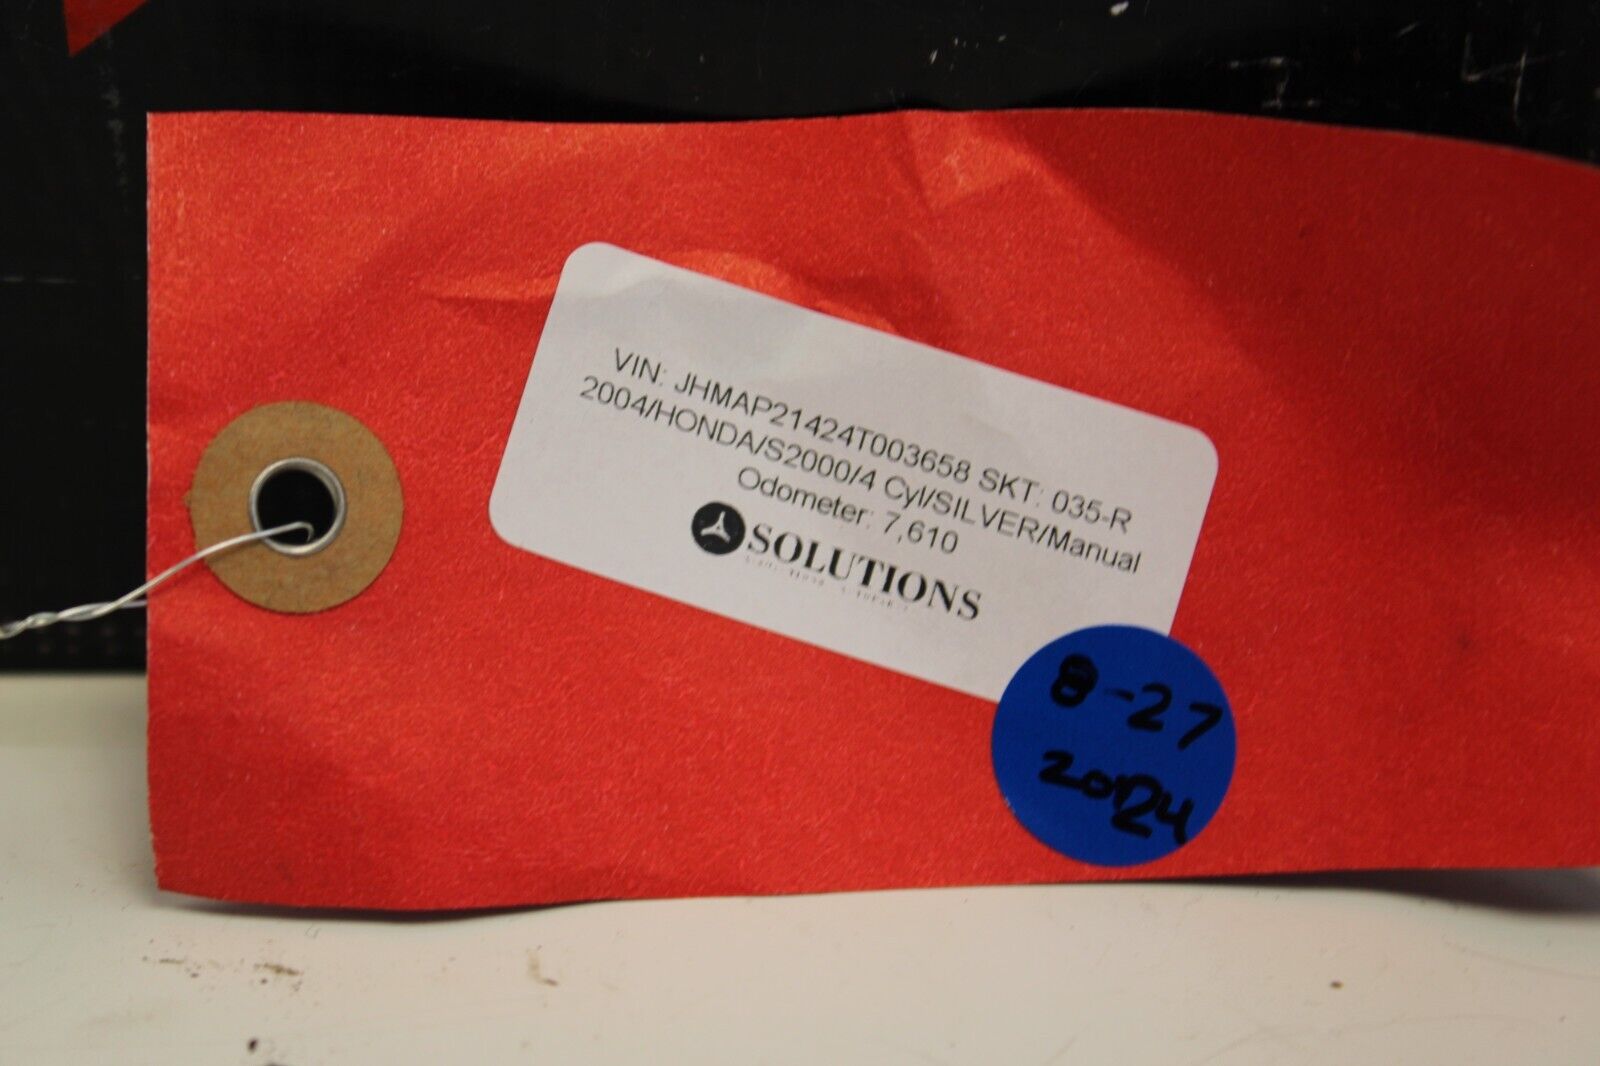 VIN: JHMAP21424T003658 SKT: 035-R
2004/HONDA/S2000/4 Cyl/SILVER/Manual
Odometer: 7,610
SOLUTIONS
8-27
2024